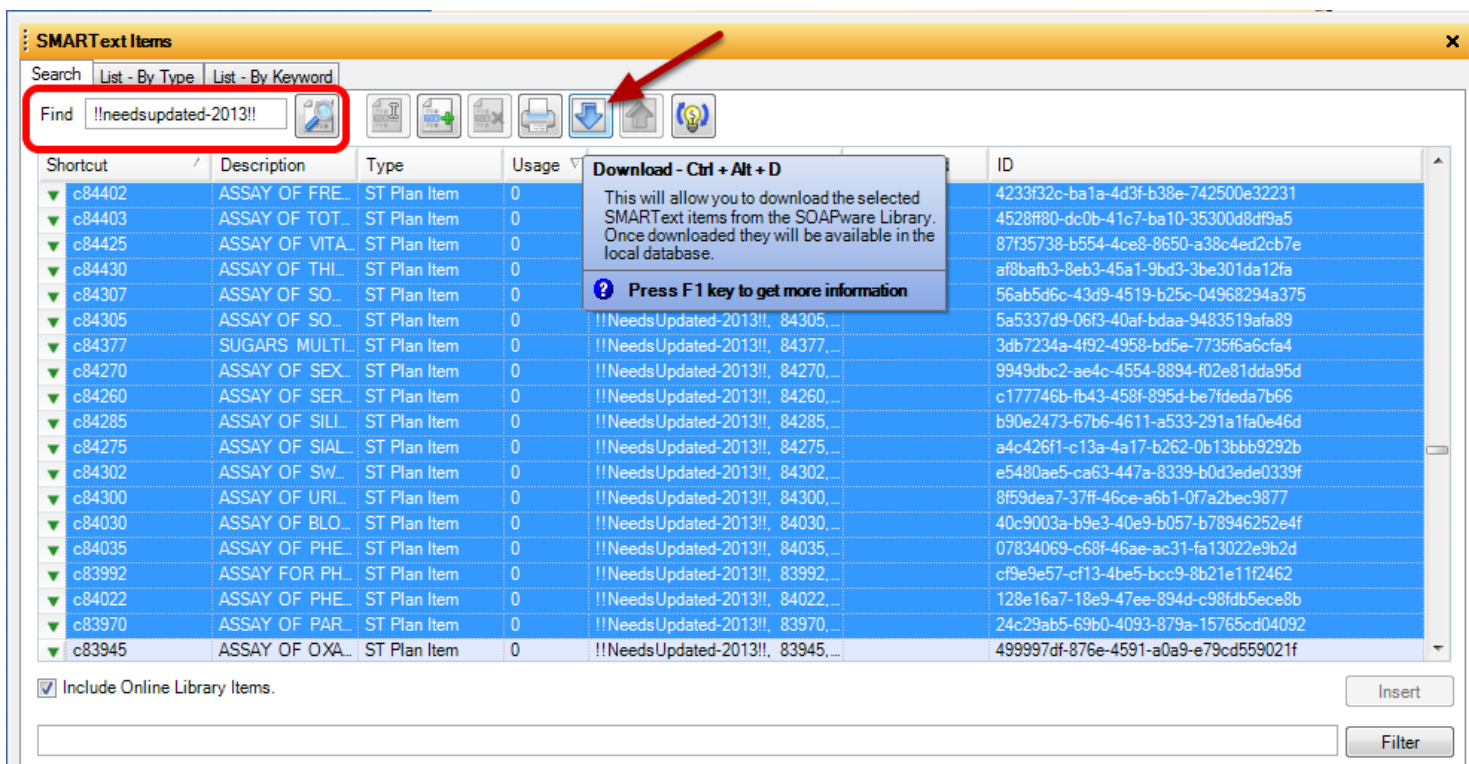 SMARText Items
Search List - By Type List - By Keyword
Find !!needsupdated-2013!!
Shortcut Description Type Usage ID
Download - Ctrl + Alt + D
This will allow you to download the selected
SMARText items from the SOAPware Library.
Once downloaded they will be available in the
local database.
Press F1 key to get more information
c84402 ASSAY OF FRE... ST Plan Item 0 4233f32c-ba1a-4d3f-b38e-742500e32231
c84403 ASSAY OF TOT... ST Plan Item 0 4528ff80-dc0b-41c7-ba10-35300d8df9a5
c84425 ASSAY OF VITA... ST Plan Item 0 87f35738-b554-4ce8-8650-a38c4ed2cb7e
c84430 ASSAY OF THI... ST Plan Item 0 af8bafb3-8eb3-45a1-9bd3-3be301da12fa
c84307 ASSAY OF SO... ST Plan Item 0 56ab5d6c-43d9-4519-b25c-04968294a375
c84305 ASSAY OF SO... ST Plan Item 0 !!NeedsUpdated-2013!!, 84305,... 5a5337d9-06f3-40af-bdaa-9483519afa89
c84377 SUGARS MULTI... ST Plan Item 0 !!NeedsUpdated-2013!!, 84377,... 3db7234a-4f92-4958-bd5e-7735f6a6cfa4
c84270 ASSAY OF SEX... ST Plan Item 0 !!NeedsUpdated-2013!!, 84270,... 9949dbc2-ae4c-4554-8894-f02e81dda95d
c84260 ASSAY OF SER... ST Plan Item 0 !!NeedsUpdated-2013!!, 84260,... c177746b-fb43-458f-895d-be7fdeda7b66
c84285 ASSAY OF SILI... ST Plan Item 0 !!NeedsUpdated-2013!!, 84285,... b90e2473-67b6-4611-a533-291a1fa0e46d
c84275 ASSAY OF SIAL... ST Plan Item 0 !!NeedsUpdated-2013!!, 84275,... a4c426f1-c13a-4a17-b262-0b13bbb9292b
c84302 ASSAY OF SW... ST Plan Item 0 !!NeedsUpdated-2013!!, 84302,... e5480ae5-ca63-447a-8339-b0d3ede0339f
c84300 ASSAY OF URI... ST Plan Item 0 !!NeedsUpdated-2013!!, 84300,... 8f59dea7-37ff-46ce-a6b1-0f7a2bec9877
c84030 ASSAY OF BLO... ST Plan Item 0 !!NeedsUpdated-2013!!, 84030,... 40c9003a-b9e3-40e9-b057-b78946252e4f
c84035 ASSAY OF PHE... ST Plan Item 0 !!NeedsUpdated-2013!!, 84035,... 07834069-c68f-46ae-ac31-fa13022e9b2d
c83992 ASSAY FOR PH... ST Plan Item 0 !!NeedsUpdated-2013!!, 83992,... cf9e9e57-cf13-4be5-bcc9-8b21e11f2462
c84022 ASSAY OF PHE... ST Plan Item 0 !!NeedsUpdated-2013!!, 84022,... 128e16a7-18e9-47ee-894d-c98fdb5ece8b
c83970 ASSAY OF PAR... ST Plan Item 0 !!NeedsUpdated-2013!!, 83970,... 24c29ab5-69b0-4093-879a-15765cd04092
c83945 ASSAY OF OXA... ST Plan Item 0 !!NeedsUpdated-2013!!, 83945,... 499997df-876e-4591-a0a9-e79cd559021f
Include Online Library Items.
Insert
Filter